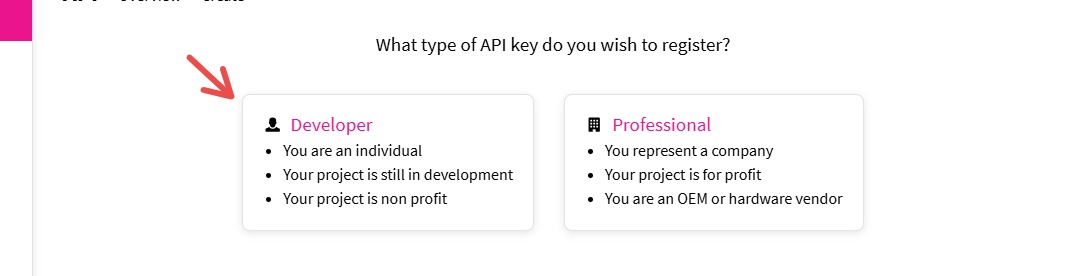 What type of API key do you wish to register?
Developer
You are an individual
Your project is still in development
Your project is non profit
Professional
You represent a company
Your project is for profit
You are an OEM or hardware vendor